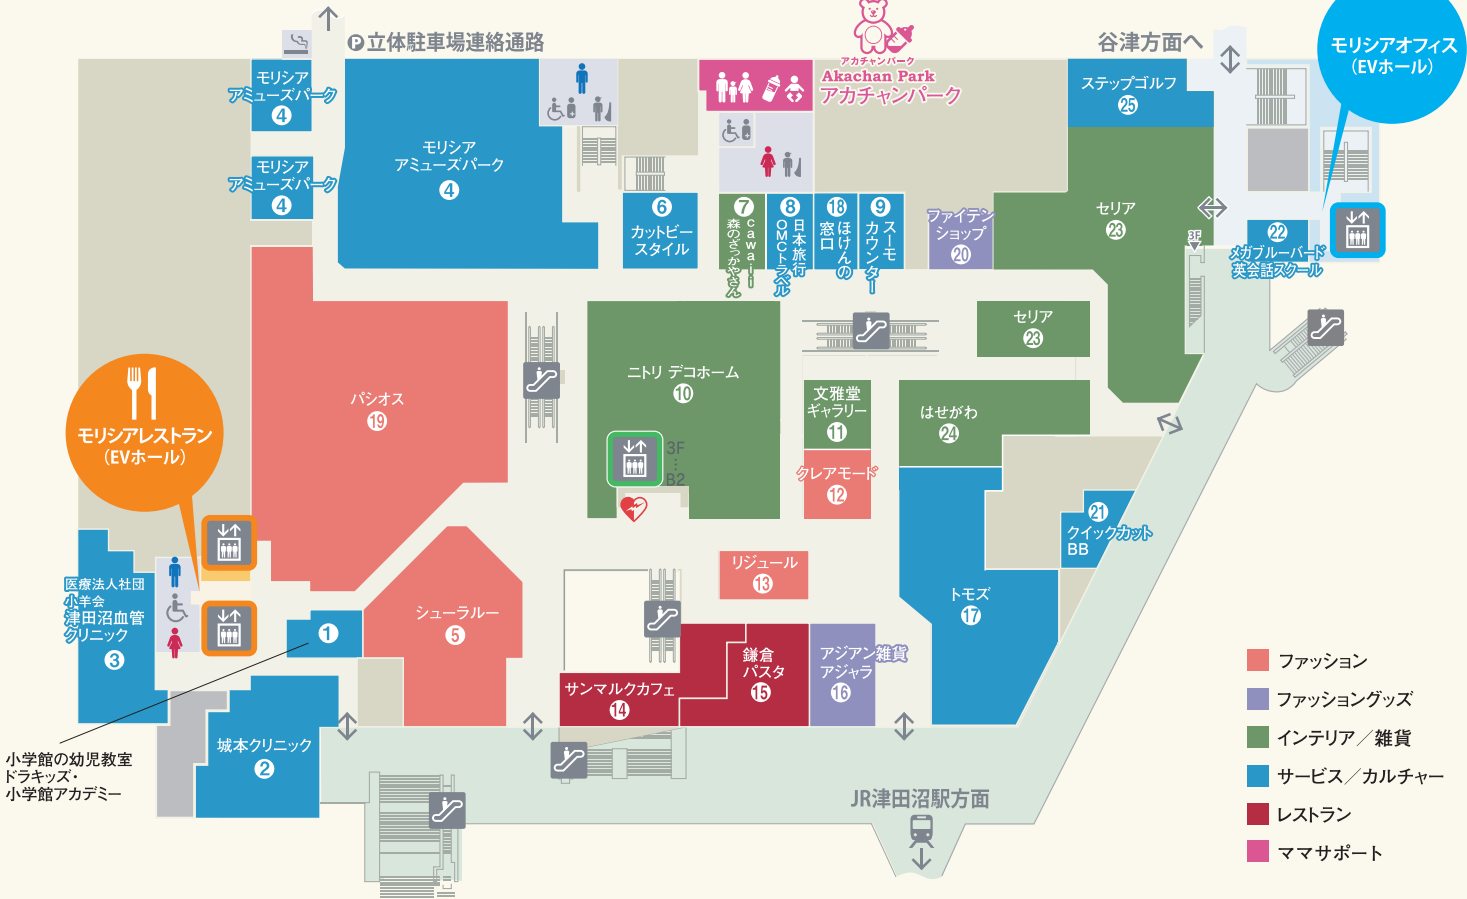 P立体駐車場連絡通路
谷津方面へ
モリシアオフィス
(EVホール)
アカチャンパーク
Akachan Park
アカチャンパーク
モリシア
アミューズパーク
4
モリシア
アミューズパーク
4
モリシア
アミューズパーク
4
ステップゴルフ
25
6
カットビー
スタイル
7
cawaii
森のざっかやさん
8
日本旅行
OMCトラベル
18
ほけんの
窓口
9
スーモ
カウンター
ファイテン
ショップ
20
セリア
23
3F
22
メガブルーバード
英会話スクール
セリア
23
パシオス
19
ニトリ デコホーム
10
3F
B2
文雅堂
ギャラリー
11
クレアモード
12
はせがわ
24
21
クイックカット
BB
モリシアレストラン
(EVホール)
医療法人社団
小羊会
津田沼血管
クリニック
3
1
シューラルー
5
リジュール
13
トモズ
17
サンマルクカフェ
14
鎌倉
パスタ
15
アジアン雑貨
アジャラ
16
城本クリニック
2
小学館の幼児教室
ドラキッズ・
小学館アカデミー
JR津田沼駅方面
ファッション
ファッショングッズ
インテリア／雑貨
サービス／カルチャー
レストラン
ママサポート